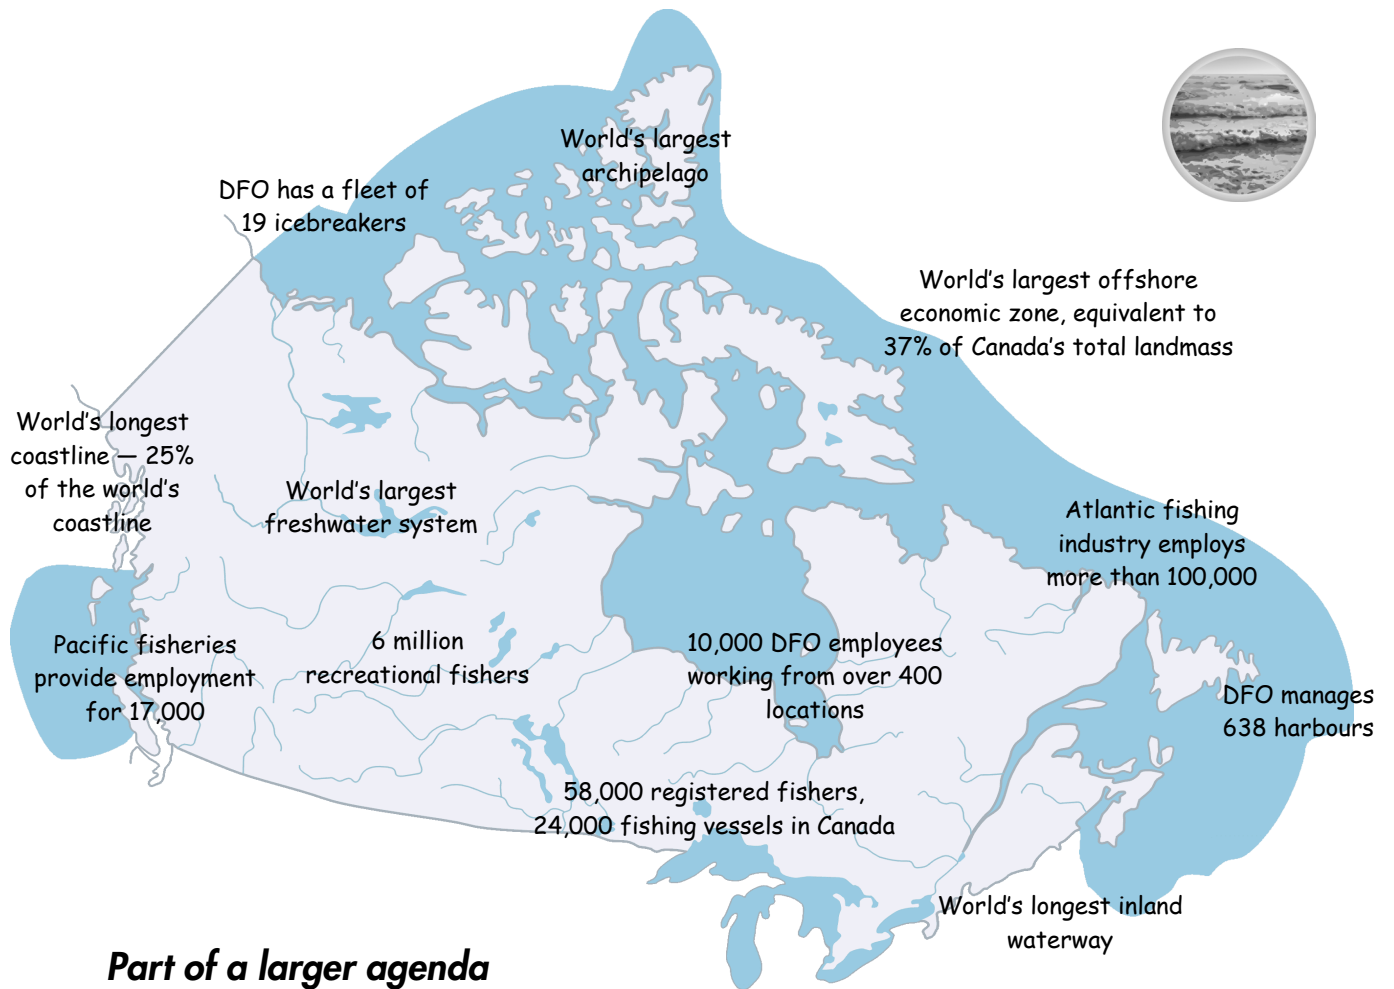 World's largest
archipelago
DFO has a fleet of
19 icebreakers
World's largest offshore
economic zone, equivalent to
37% of Canada's total landmass
World's longest
coastline — 25%
of the world's
coastline
World's largest
freshwater system
Atlantic fishing
industry employs
more than 100,000
Pacific fisheries
provide employment
for 17,000
6 million
recreational fishers
10,000 DFO employees
working from over 400
locations
DFO manages
638 harbours
58,000 registered fishers,
24,000 fishing vessels in Canada
World's longest inland
waterway
Part of a larger agenda